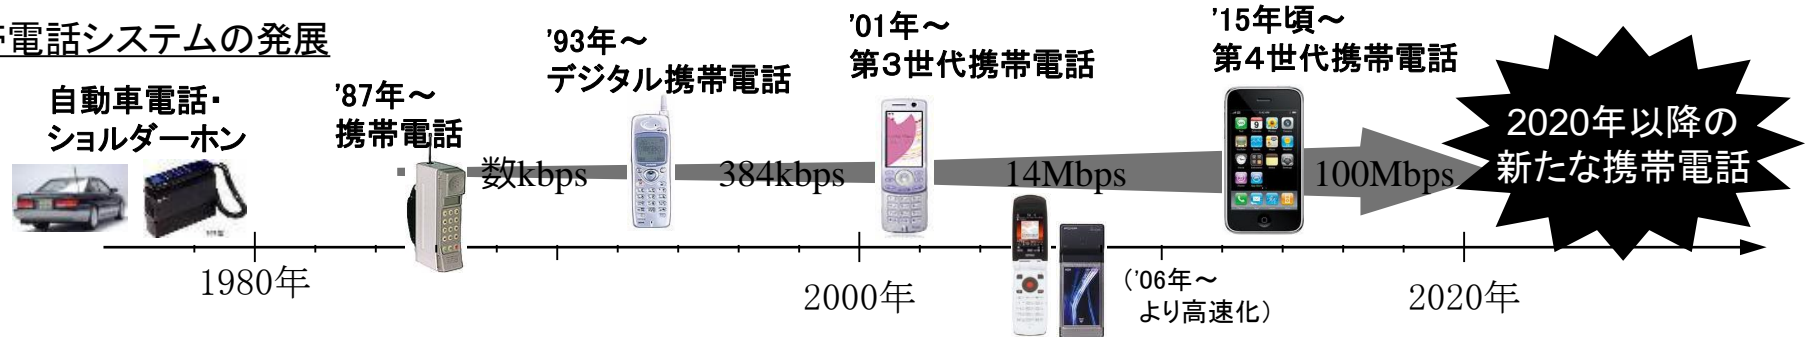 帯電話システムの発展
自動車電話・
ショルダーホン
'87年～
携帯電話
'93年～
デジタル携帯電話
'01年～
第3世代携帯電話
'15年頃～
第4世代携帯電話
2020年以降の
新たな携帯電話
数kbps
384kbps
14Mbps
100Mbps
1980年
2000年
（'06年～
より高速化）
2020年